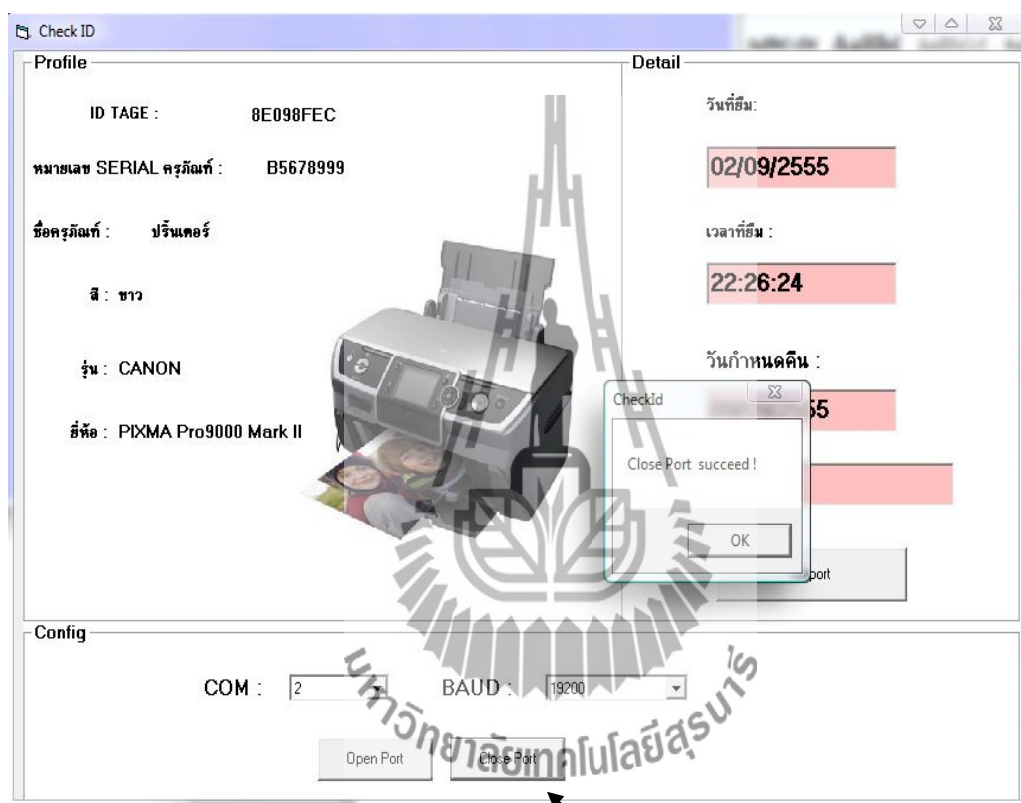 Check ID
Profile
ID TAGE : 8E098FEC
หมายเลข SERIAL ครุภัณฑ์ : B5678999
ชื่อครุภัณฑ์ : ปริ้นเตอร์
สี : ขาว
รุ่น : CANON
ยี่ห้อ : PIXMA Pro9000 Mark II
Detail
วันที่ยืม:
02/09/2555
เวลาที่ยืม :
22:26:24
วันกำหนดคืน :
55
port
CheckId
Close Port succeed !
OK
Config
COM : 2 BAUD : 19200
Open Port Close Port
มหาวิทยาลัยเทคโนโลยีสุรนารี